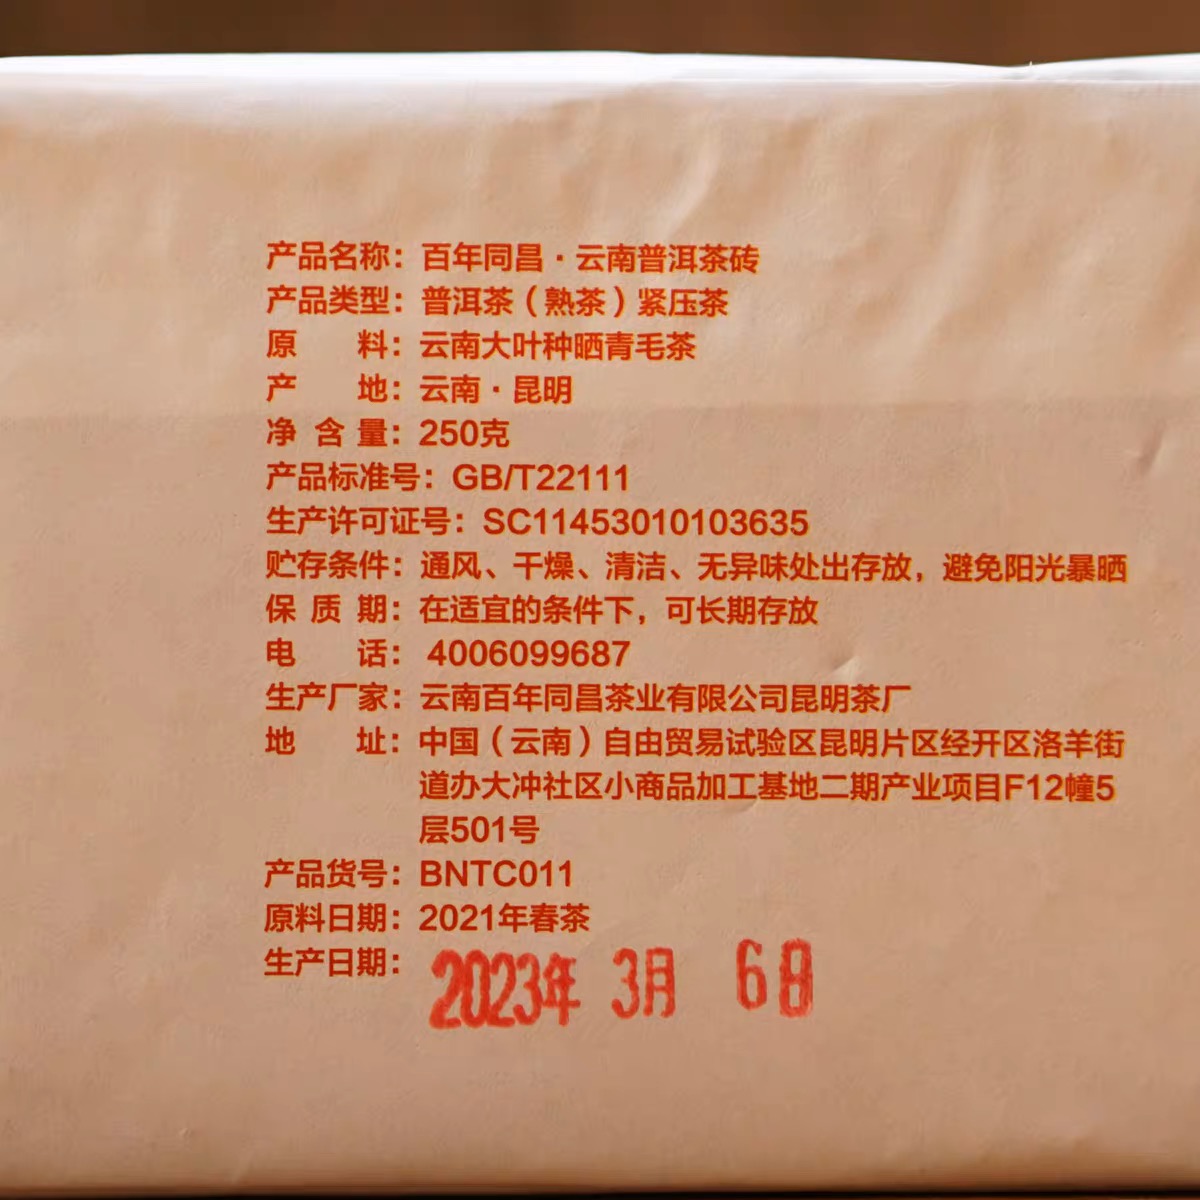 产品名称：百年同昌·云南普洱茶砖
产品类型：普洱茶（熟茶）紧压茶
原料：云南大叶种晒青毛茶
产地：云南·昆明
净含量：250克
产品标准号：GB/T22111
生产许可证号：SC11453010103635
贮存条件：通风、干燥、清洁、无异味处出存放，避免阳光暴晒
保质期：在适宜的条件下，可长期存放
电话：4006099687
生产厂家：云南百年同昌茶业有限公司昆明茶厂
地址：中国（云南）自由贸易试验区昆明片区经开区洛羊街
道办大冲社区小商品加工基地二期产业项目F12幢5
层501号
产品货号：BNTC011
原料日期：2021年春茶
生产日期：2023年 3月 6日